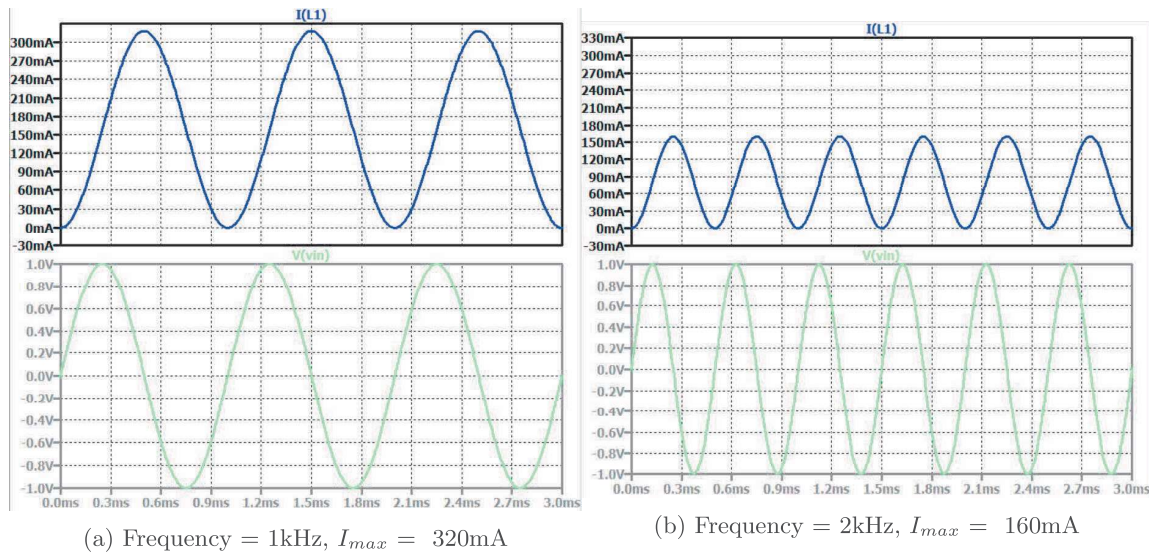 I(L1)
300mA
270mA
240mA
210mA
180mA
150mA
120mA
90mA
60mA
30mA
0mA
-30mA
V(vin)
1.0V
0.8V
0.6V
0.4V
0.2V
0.0V
-0.2V
-0.4V
-0.6V
-0.8V
-1.0V
0.0ms 0.3ms 0.6ms 0.9ms 1.2ms 1.5ms 1.8ms 2.1ms 2.4ms 2.7ms 3.0ms
(a) Frequency = 1kHz, I_{max} = 320mA
I(L1)
330mA
300mA
270mA
240mA
210mA
180mA
150mA
120mA
90mA
60mA
30mA
0mA
-30mA
V(vin)
1.0V
0.8V
0.6V
0.4V
0.2V
0.0V
-0.2V
-0.4V
-0.6V
-0.8V
-1.0V
0.0ms 0.3ms 0.6ms 0.9ms 1.2ms 1.5ms 1.8ms 2.1ms 2.4ms 2.7ms 3.0ms
(b) Frequency = 2kHz, I_{max} = 160mA